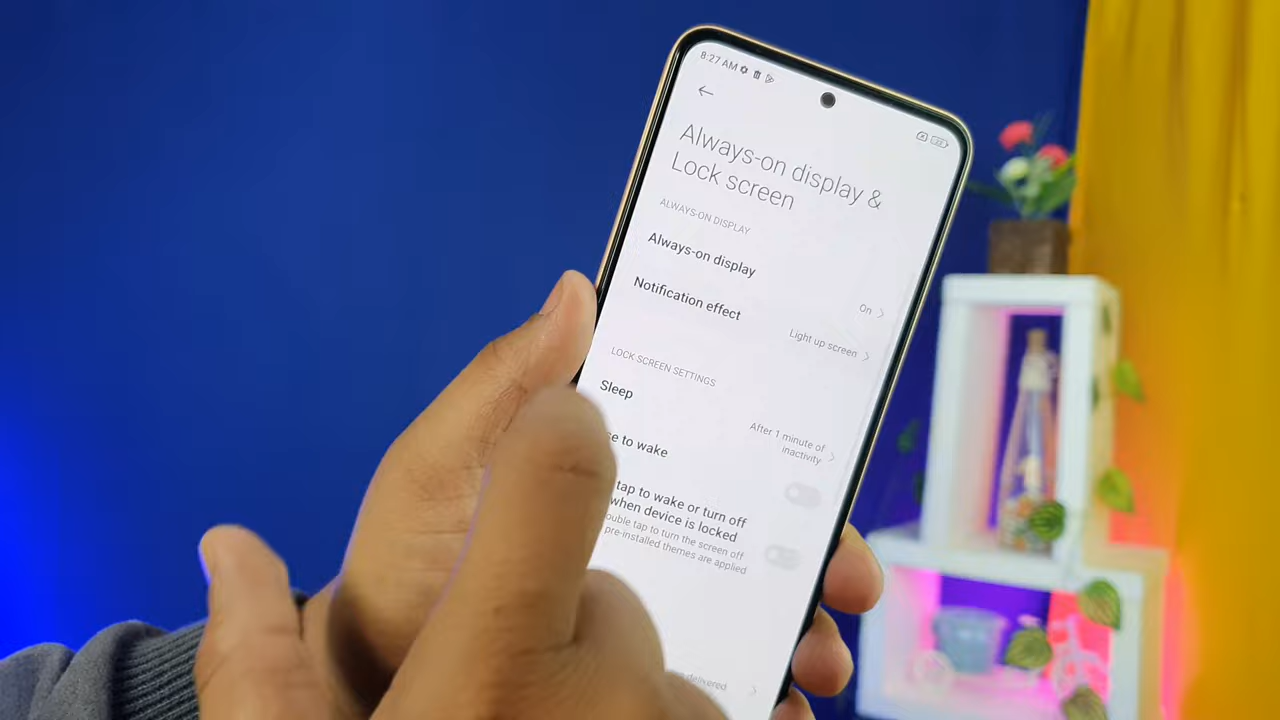 8:27 AM
Always-on display &
Lock screen
ALWAYS-ON DISPLAY
Always-on display
On
Notification effect
Light up screen
LOCK SCREEN SETTINGS
Sleep
After 1 minute of
inactivity
to wake
tap to wake or turn off
when device is locked
tap to turn the screen off
pre-installed themes are applied
delivered